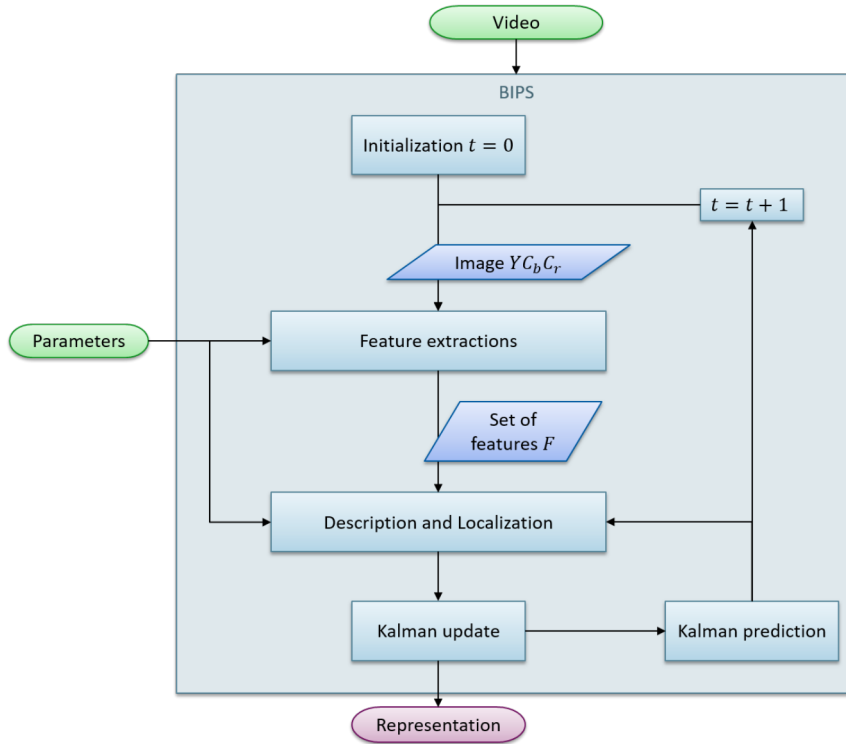 Video
BIPS
Initialization t = 0
t = t + 1
Image YC_bC_r
Feature extractions
Parameters
Set of
features F
Description and Localization
Kalman update
Kalman prediction
Representation